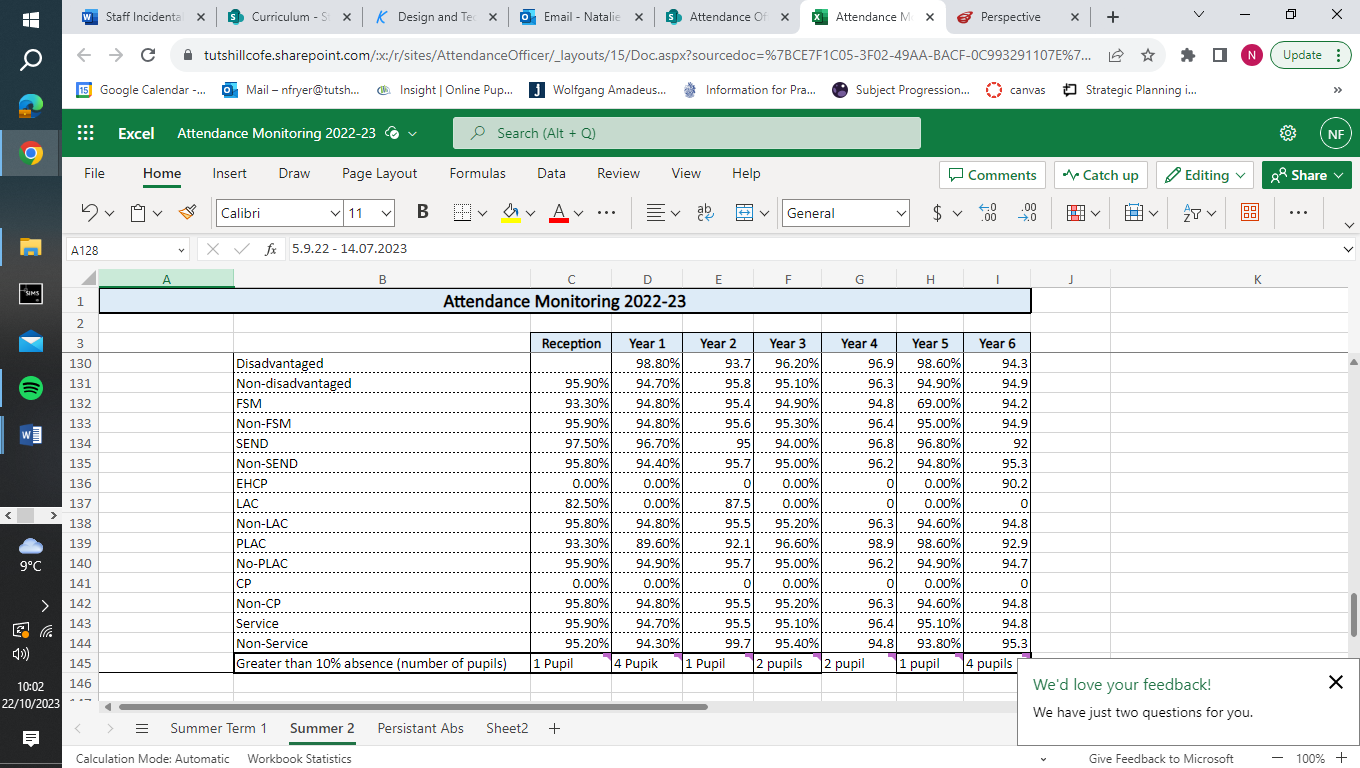 Staff Incidental Curriculum - S Design and Tec Email - Natalie Attendance Of Attendance M Perspective
tutshillcofe.sharepoint.com/:x:/r/sites/AttendanceOfficer/_layouts/15/Doc.aspx?sourcedoc=%7BCE7F1C05-3F02-49AA-BACF-0C993291107E%7... N Update
Google Calendar -... Mail – nfryer@tutsh... Insight | Online Pup... Wolfgang Amadeus... Information for Pra... Subject Progression... canvas Strategic Planning i... »
Excel Attendance Monitoring 2022-23 Search (Alt + Q) NF
File Home Insert Draw Page Layout Formulas Data Review View Help Comments Catch up Editing Share
Calibri 11 B A ab General $ .00 .00
A128 fx 5.9.22 - 14.07.2023
A B C D E F G H I J K
1 Attendance Monitoring 2022-23
2
3 Reception Year 1 Year 2 Year 3 Year 4 Year 5 Year 6
130 Disadvantaged 98.80% 93.7 96.20% 96.9 98.60% 94.3
131 Non-disadvantaged 95.90% 94.70% 95.8 95.10% 96.3 94.90% 94.9
132 FSM 93.30% 94.80% 95.4 94.90% 94.8 69.00% 94.2
133 Non-FSM 95.90% 94.80% 95.6 95.30% 96.4 95.00% 94.9
134 SEND 97.50% 96.70% 95 94.00% 96.8 96.80% 92
135 Non-SEND 95.80% 94.40% 95.7 95.00% 96.2 94.80% 95.3
136 EHCP 0.00% 0.00% 0 0.00% 0 0.00% 90.2
137 LAC 82.50% 0.00% 87.5 0.00% 0 0.00% 0
138 Non-LAC 95.80% 94.80% 95.5 95.20% 96.3 94.60% 94.8
139 PLAC 93.30% 89.60% 92.1 96.60% 98.9 98.60% 92.9
140 No-PLAC 95.90% 94.90% 95.7 95.00% 96.2 94.90% 94.7
141 CP 0.00% 0.00% 0 0.00% 0 0.00% 0
142 Non-CP 95.80% 94.80% 95.5 95.20% 96.3 94.60% 94.8
143 Service 95.90% 94.70% 95.5 95.10% 96.4 95.10% 94.8
144 Non-Service 95.20% 94.30% 99.7 95.40% 94.8 93.80% 95.3
145 Greater than 10% absence (number of pupils) 1 Pupil 4 Pupik 1 Pupil 2 pupils 2 pupil 1 pupil 4 pupils
146
We'd love your feedback!
We have just two questions for you.
Summer Term 1 Summer 2 Persistant Abs Sheet2
Calculation Mode: Automatic Workbook Statistics Give Feedback to Microsoft 100%
SIMS
9°C
10:02
22/10/2023